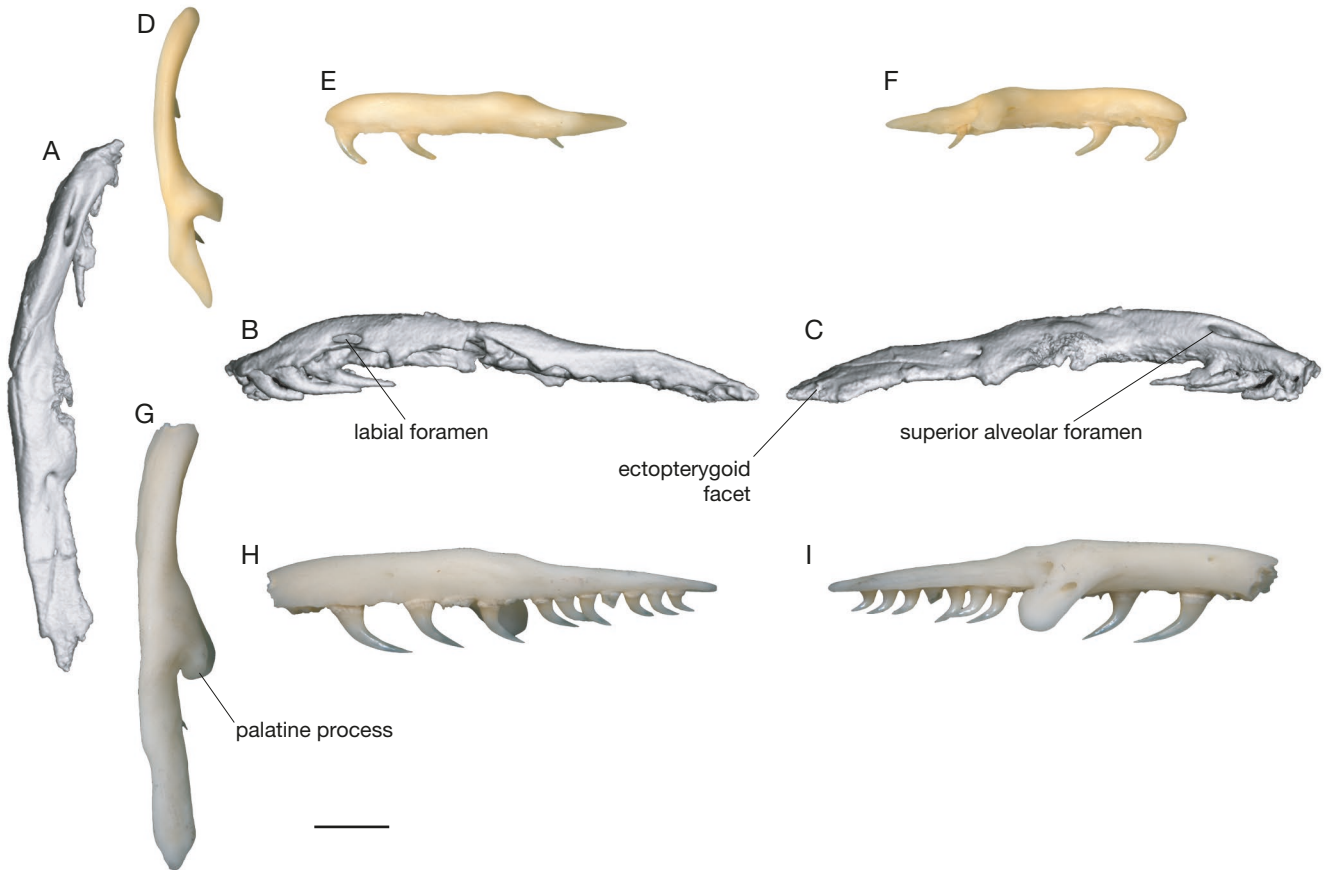 D
E
F
A
B
C
labial foramen
superior alveolar foramen
ectopterygoid
facet
G
H
I
palatine process